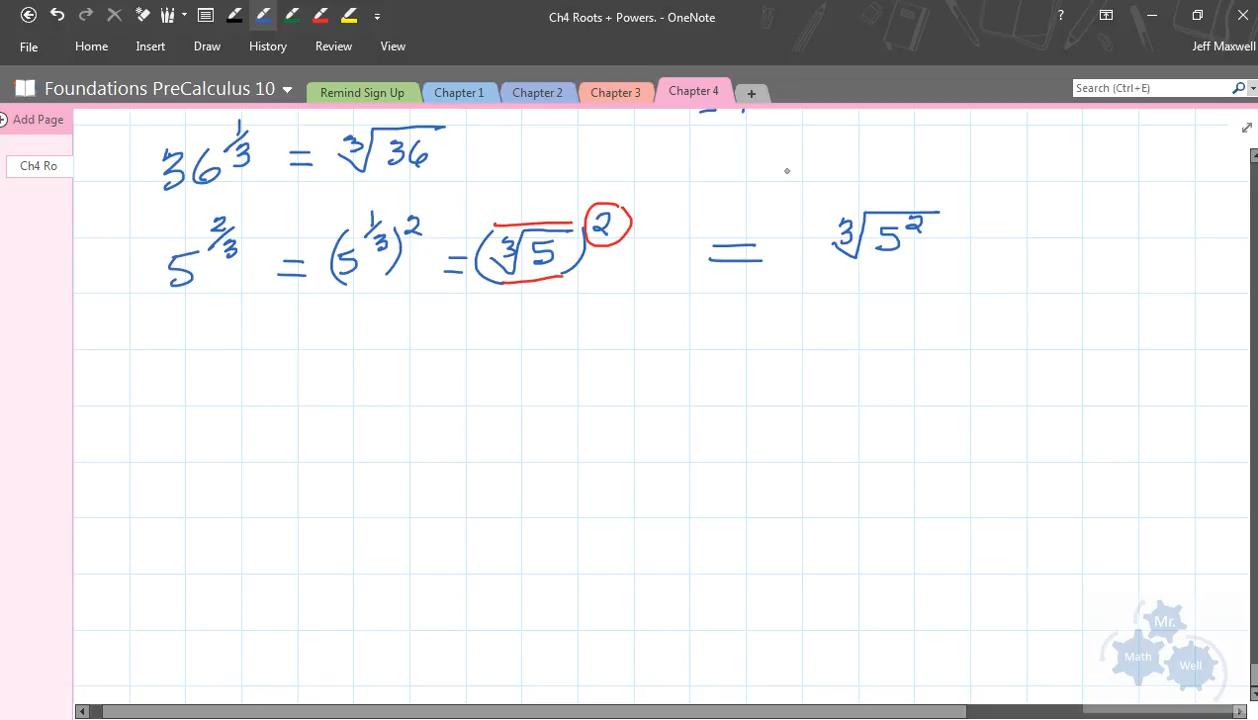 Ch4 Roots + Powers. - OneNote
?
File Home Insert Draw History Review View
Jeff Maxwell
Foundations PreCalculus 10
Remind Sign Up Chapter 1 Chapter 2 Chapter 3 Chapter 4 +
Search (Ctrl+E)
Add Page
Ch4 Ro
36^(1/3) = ∛36
5^(2/3) = (5^(1/3))^2 = (∛5)^2 = ∛5^2
Mr.
Math
Well